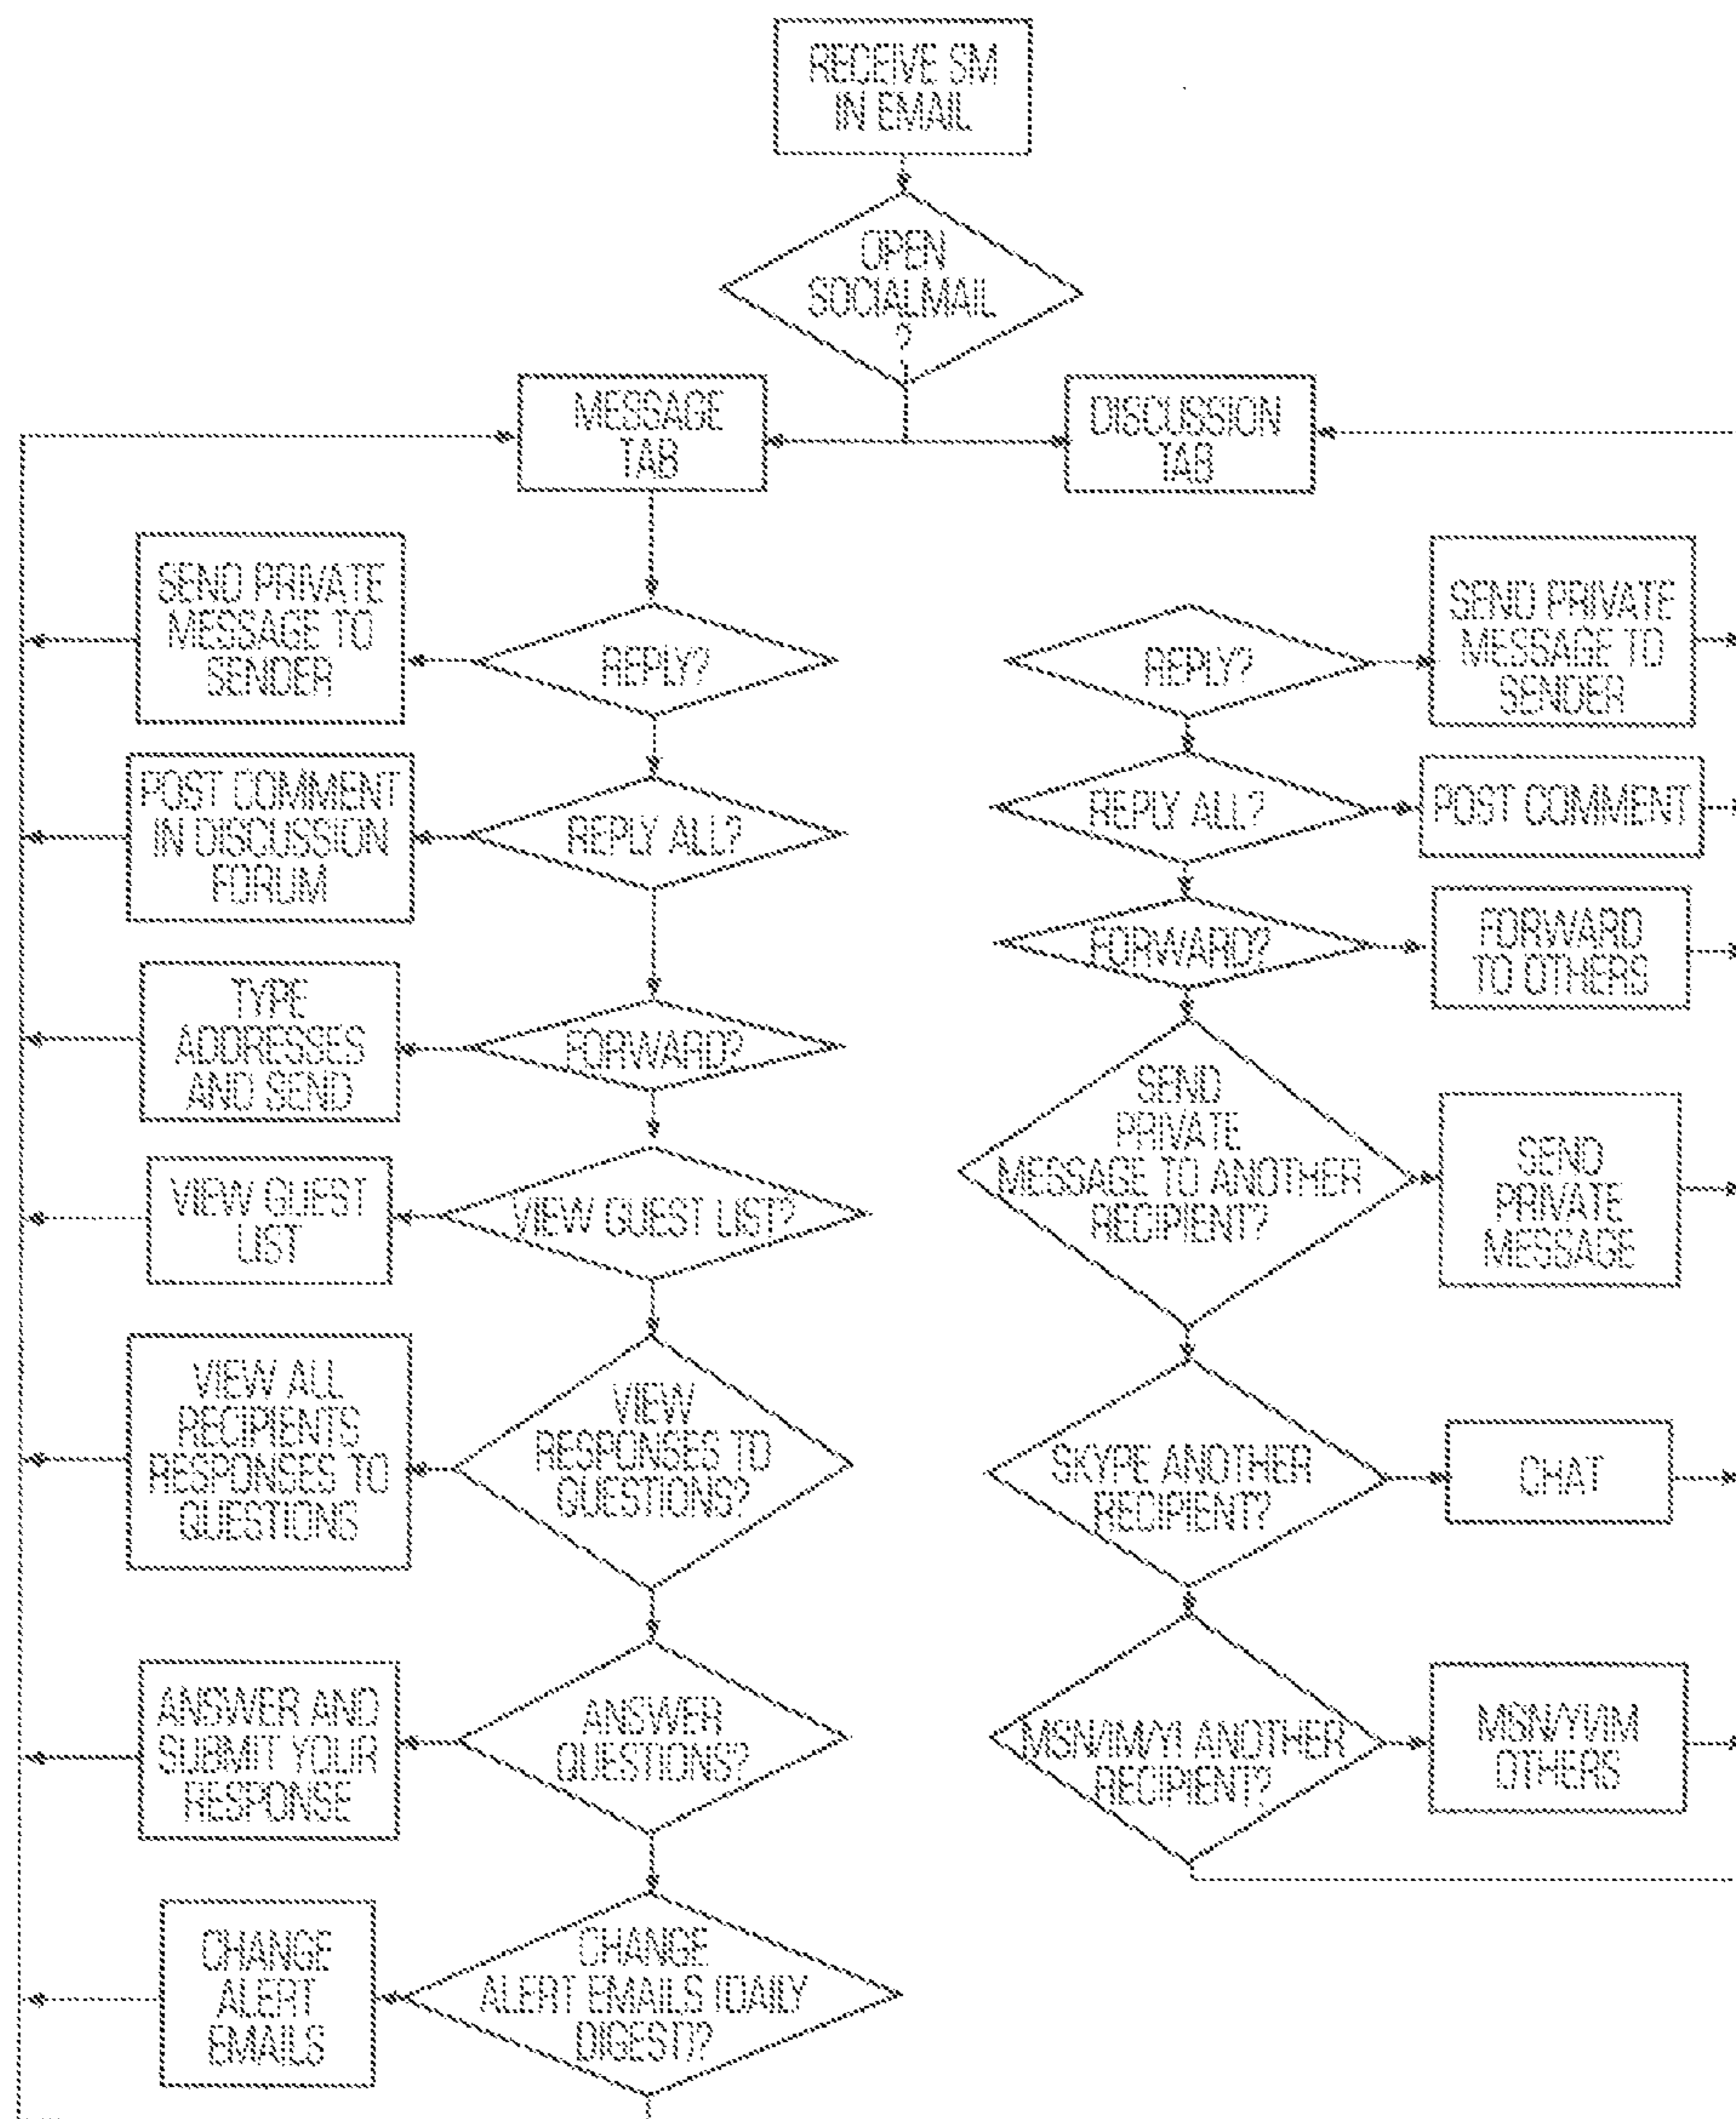 RECEIVE SM
IN EMAIL
OPEN
SOCIALMAIL
?
MESSAGE
TAB
DISCUSSION
TAB
SEND PRIVATE
MESSAGE TO
SENDER
REPLY?
POST COMMENT
IN DISCUSSION
FORUM
REPLY ALL?
TYPE
ADDRESSES
AND SEND
FORWARD?
VIEW GUEST
LIST
VIEW GUEST LIST?
VIEW ALL
RECIPIENTS
RESPONSES TO
QUESTIONS
VIEW
RESPONSES TO
QUESTIONS?
ANSWER AND
SUBMIT YOUR
RESPONSE
ANSWER
QUESTIONS?
CHANGE
ALERT
EMAILS
CHANGE
ALERT EMAILS (DAILY
DIGEST)?
REPLY?
SEND PRIVATE
MESSAGE TO
SENDER
REPLY ALL?
POST COMMENT
FORWARD?
FORWARD
TO OTHERS
SEND
PRIVATE
MESSAGE TO ANOTHER
RECIPIENT?
SEND
PRIVATE
MESSAGE
SKYPE ANOTHER
RECIPIENT?
CHAT
MSN/IM/Y! ANOTHER
RECIPIENT?
MSN/Y/IM
OTHERS